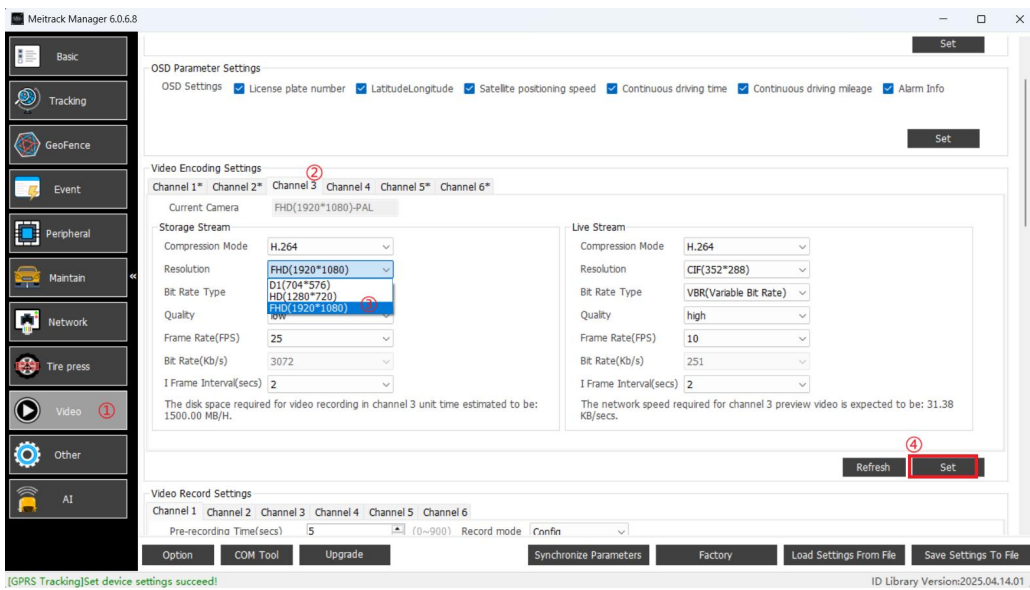 Meitrack Manager 6.0.6.8
Basic
Tracking
GeoFence
Event
Peripheral
Maintain
«
Network
Tire press
Video ①
Other
AI
Set
OSD Parameter Settings
OSD Settings License plate number LatitudeLongitude Satellite positioning speed Continuous driving time Continuous driving mileage Alarm Info
Set
Video Encoding Settings
②
Channel 1* Channel 2* Channel 3 Channel 4 Channel 5* Channel 6*
Current Camera FHD(1920*1080)-PAL
Storage Stream
Compression Mode H.264
Resolution FHD(1920*1080)
D1(704*576)
HD(1280*720)
FHD(1920*1080) ③
Bit Rate Type
Quality low
Frame Rate(FPS) 25
Bit Rate(Kb/s) 3072
I Frame Interval(secs) 2
The disk space required for video recording in channel 3 unit time estimated to be:
1500.00 MB/H.
Live Stream
Compression Mode H.264
Resolution CIF(352*288)
Bit Rate Type VBR(Variable Bit Rate)
Quality high
Frame Rate(FPS) 10
Bit Rate(Kb/s) 251
I Frame Interval(secs) 2
The network speed required for channel 3 preview video is expected to be: 31.38
KB/secs.
④
Refresh Set
Video Record Settings
Channel 1 Channel 2 Channel 3 Channel 4 Channel 5 Channel 6
Pre-recording Time(secs) 5 (0~900) Record mode Config
Option COM Tool Upgrade Synchronize Parameters Factory Load Settings From File Save Settings To File
[GPRS Tracking]Set device settings succeed! ID Library Version:2025.04.14.01